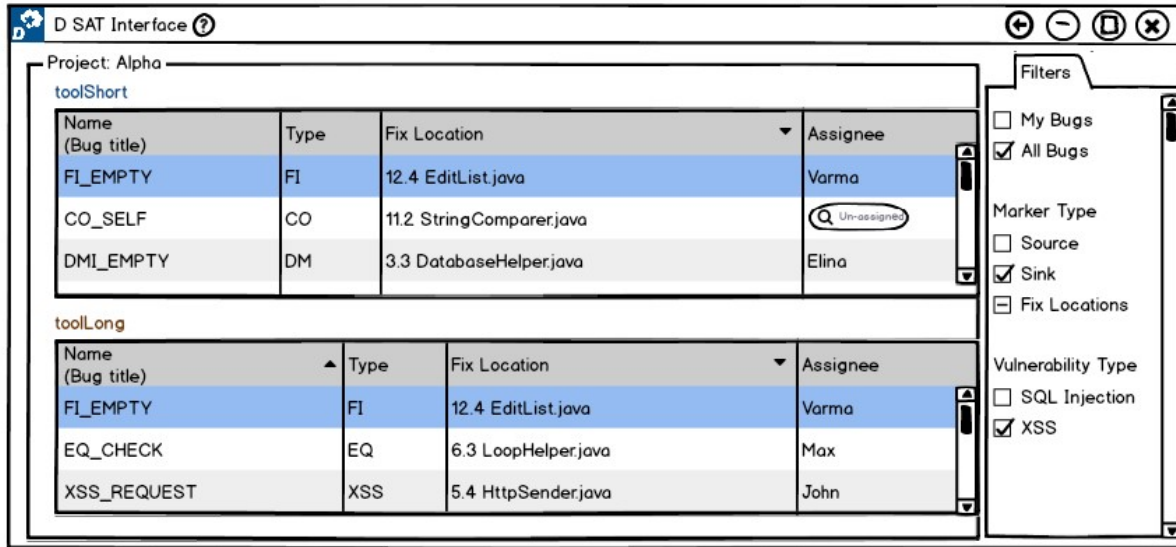 D
D SAT Interface ?
Project: Alpha
Filters
toolShort
Name
(Bug title)
Type
Fix Location
Assignee
FI_EMPTY
FI
12.4 EditList.java
Varma
CO_SELF
CO
11.2 StringComparer.java
Un-assigned
DMI_EMPTY
DM
3.3 DatabaseHelper.java
Elina
toolLong
Name
(Bug title)
Type
Fix Location
Assignee
FI_EMPTY
FI
12.4 EditList.java
Varma
EQ_CHECK
EQ
6.3 LoopHelper.java
Max
XSS_REQUEST
XSS
5.4 HttpSender.java
John
My Bugs
All Bugs
Marker Type
Source
Sink
Fix Locations
Vulnerability Type
SQL Injection
XSS